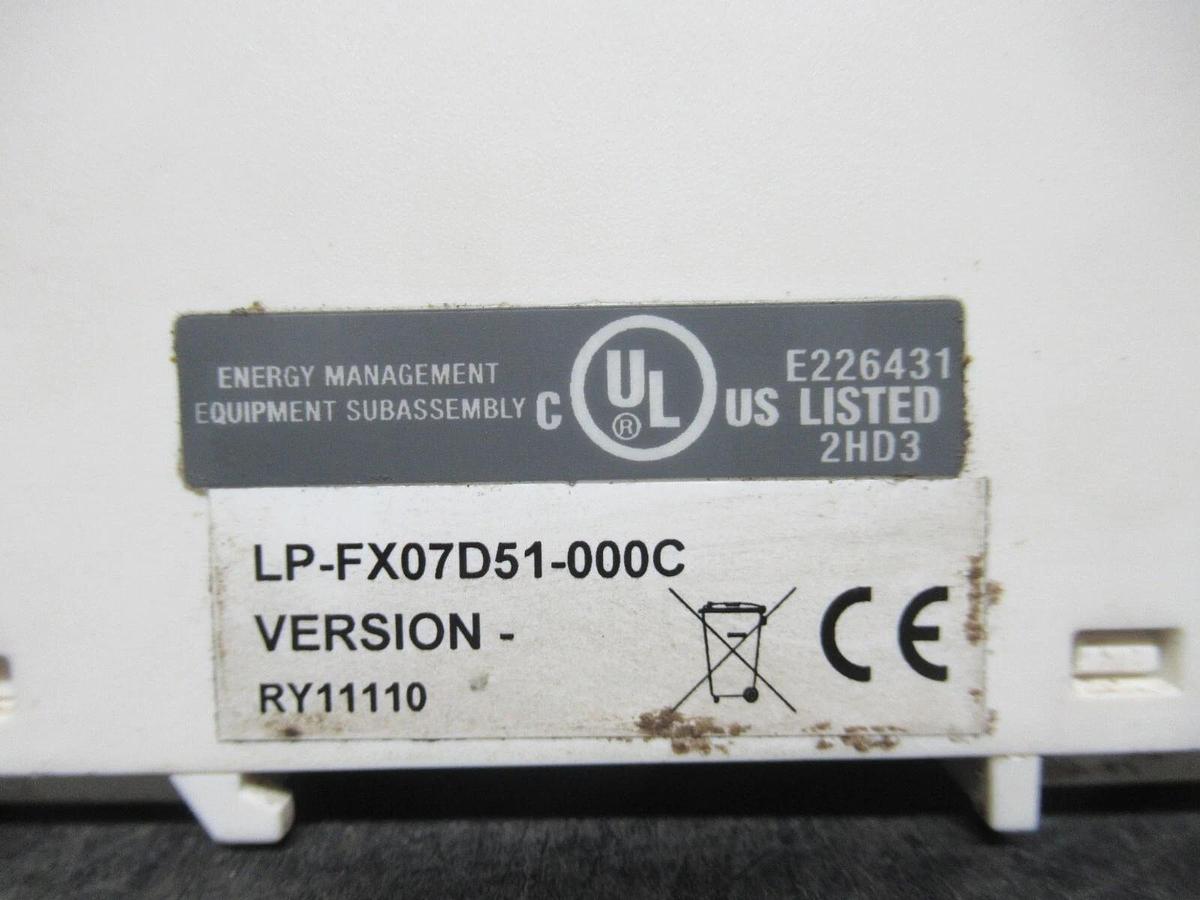 ENERGY MANAGEMENT
EQUIPMENT SUBASSEMBLY
C UL ® US
E226431
LISTED
2HD3
LP-FX07D51-000C
VERSION -
RY11110
CE